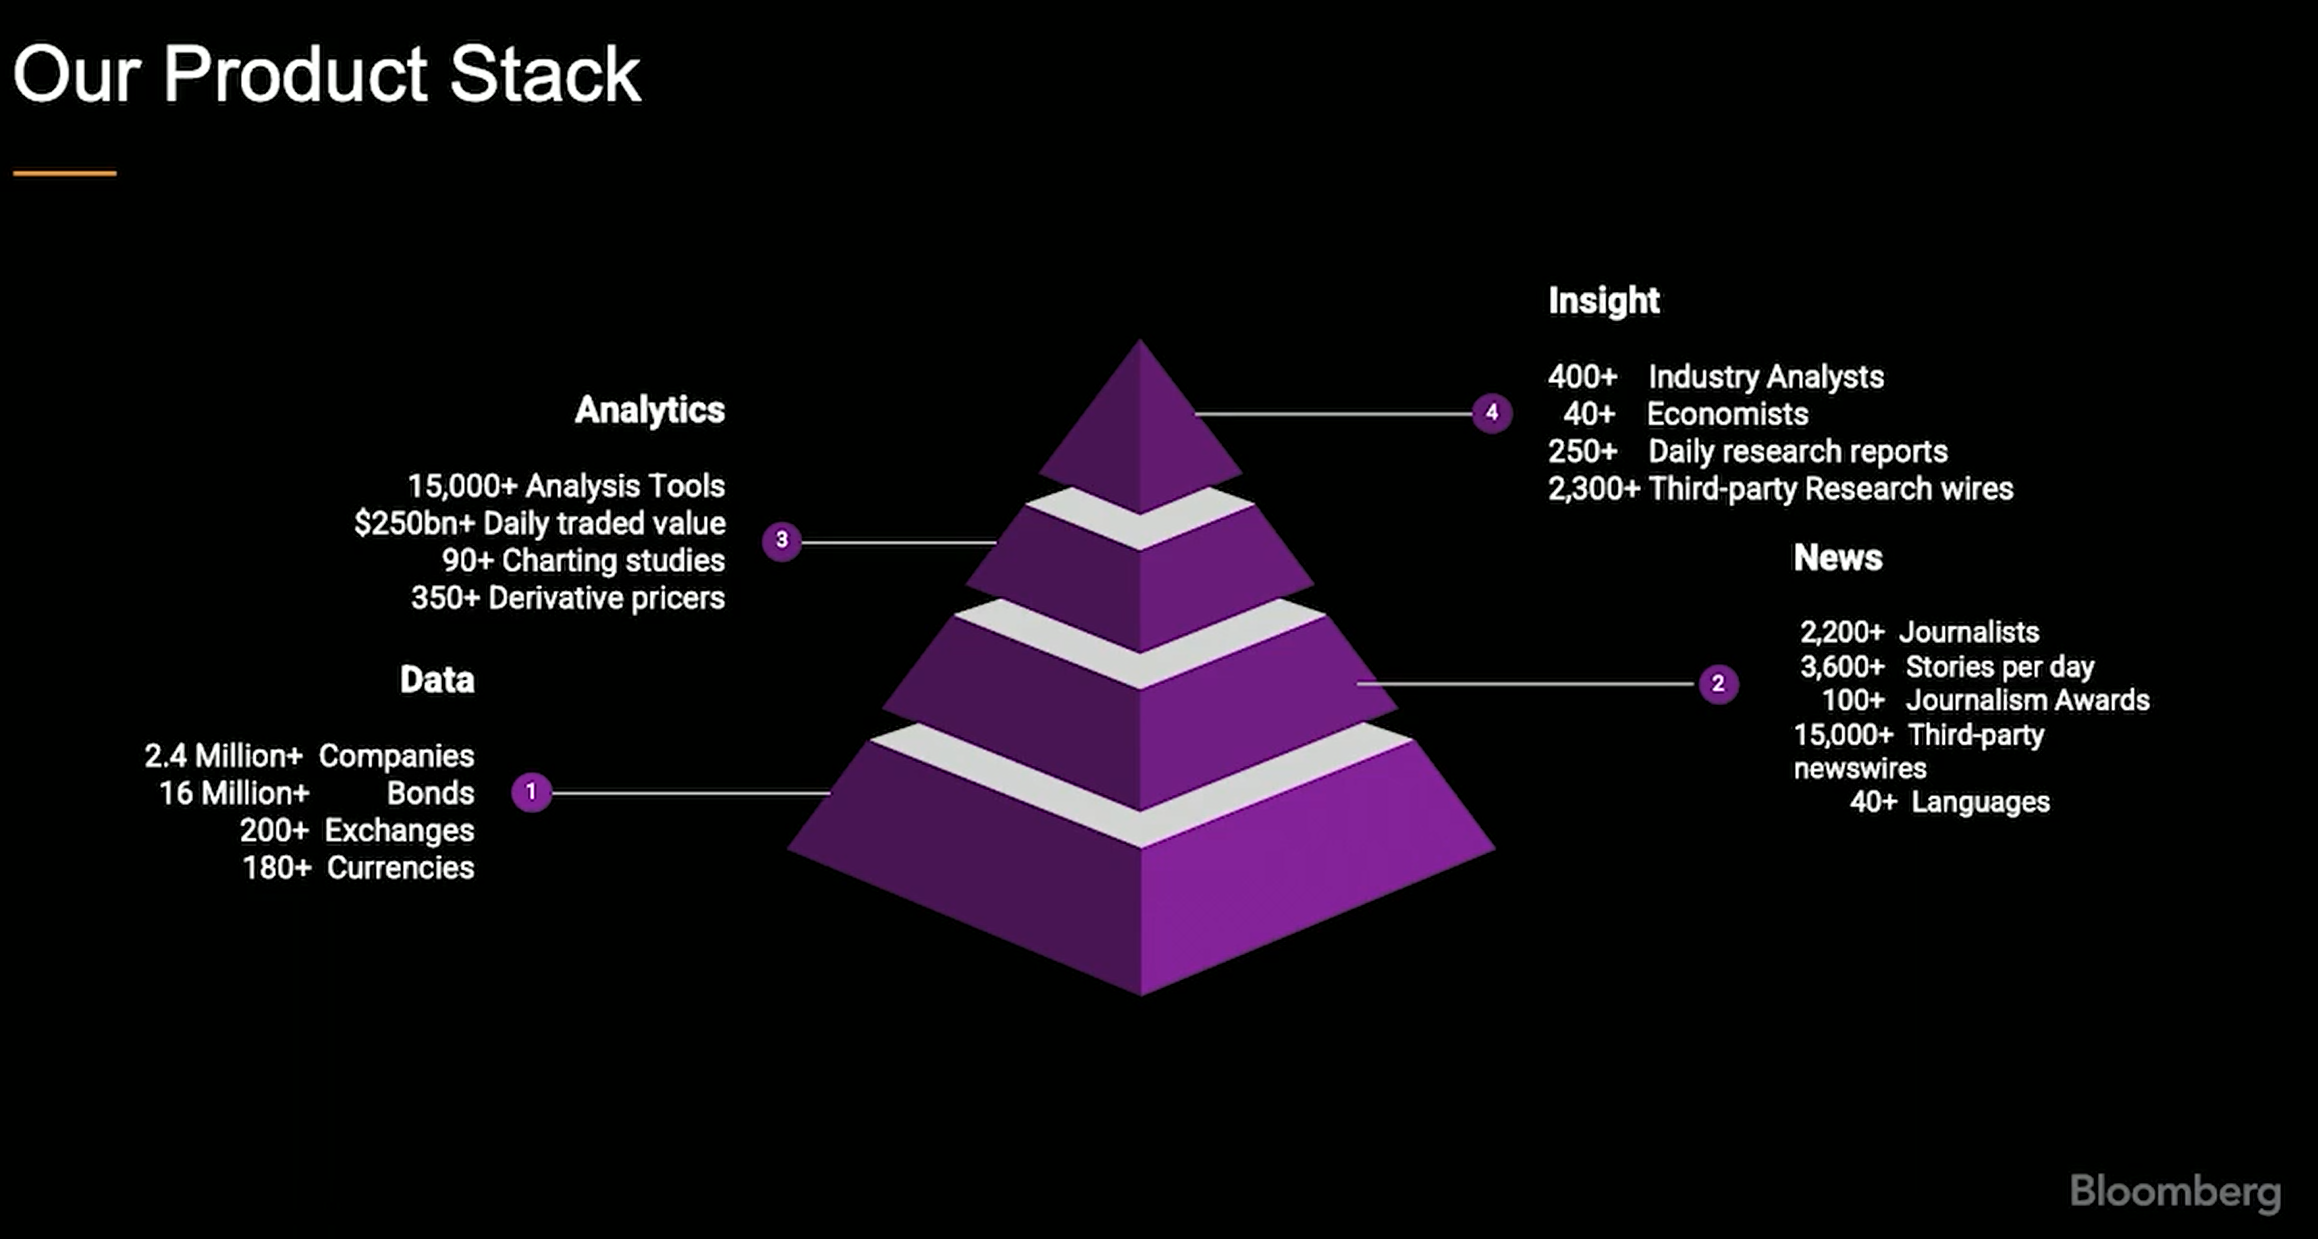 Our Product Stack
Insight
400+ Industry Analysts
40+ Economists
250+ Daily research reports
2,300+ Third-party Research wires
4
Analytics
15,000+ Analysis Tools
$250bn+ Daily traded value
90+ Charting studies
350+ Derivative pricers
3
News
2,200+ Journalists
3,600+ Stories per day
100+ Journalism Awards
15,000+ Third-party
newswires
40+ Languages
2
Data
2.4 Million+ Companies
16 Million+ Bonds
200+ Exchanges
180+ Currencies
1
Bloomberg